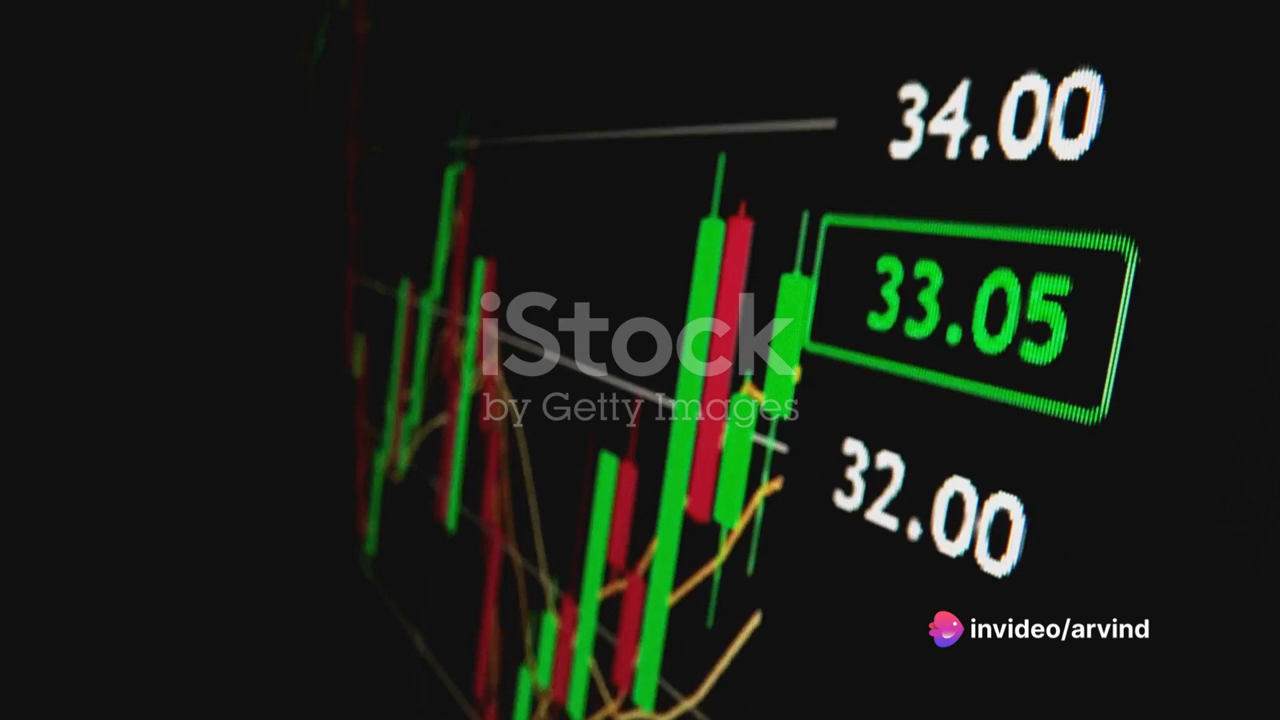 34.00
33.05
iStock
by Getty Images
32.00
invideo/arvind